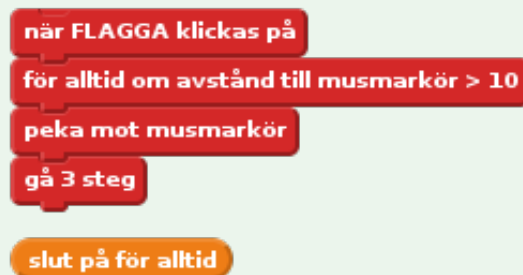 när FLAGGA klickas på
för alltid om avstånd till musmarkör > 10
peka mot musmarkör
gå 3 steg
slut på för alltid